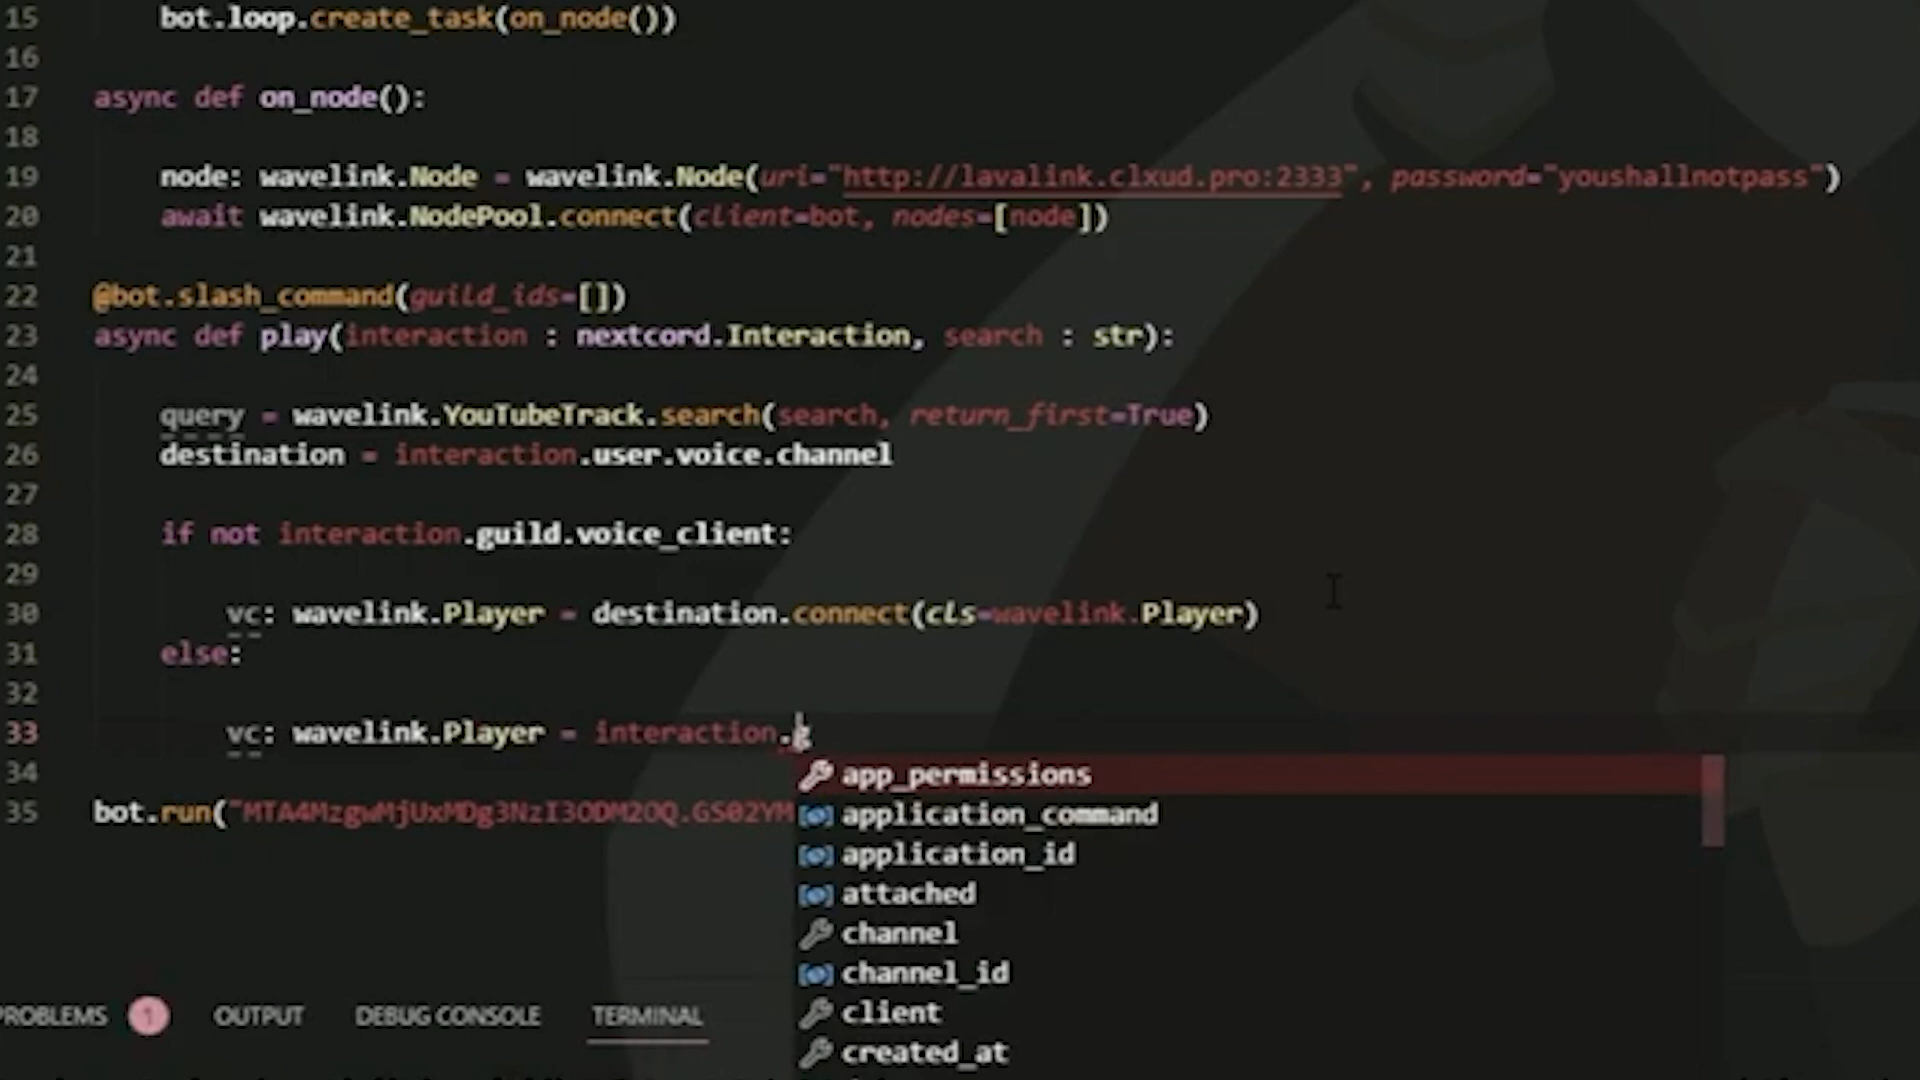 15 bot.loop.create_task(on_node())
16
17 async def on_node():
18
19 node: wavelink.Node = wavelink.Node(uri="http://lavalink.clxud.pro:2333", password="youshallnotpass")
20 await wavelink.NodePool.connect(client=bot, nodes=[node])
21
22 @bot.slash_command(guild_ids=[])
23 async def play(interaction : nextcord.Interaction, search : str):
24
25 query = wavelink.YouTubeTrack.search(search, return_first=True)
26 destination = interaction.user.voice.channel
27
28 if not interaction.guild.voice_client:
29
30 vc: wavelink.Player = destination.connect(cls=wavelink.Player)
31 else:
32
33 vc: wavelink.Player = interaction.g
34 app_permissions
35 bot.run(" application_command
application_id
attached
channel
channel_id
client
created_at
PROBLEMS 1 OUTPUT DEBUG CONSOLE TERMINAL